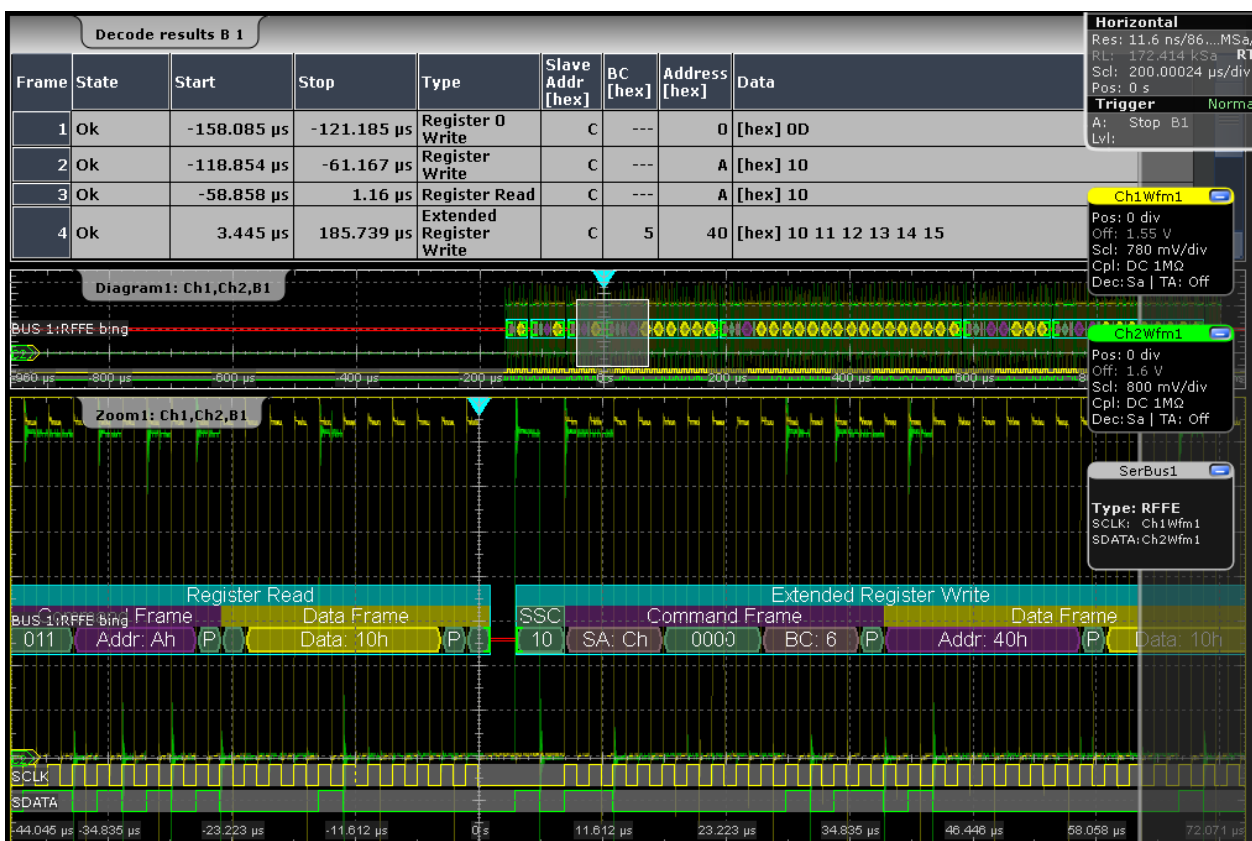 Decode results B 1
Frame State Start Stop Type Slave Addr [hex] BC [hex] Address [hex] Data
1 Ok -158.085 µs -121.185 µs Register 0 Write C --- 0 [hex] 0D
2 Ok -118.854 µs -61.167 µs Register Write C --- A [hex] 10
3 Ok -58.858 µs 1.16 µs Register Read C --- A [hex] 10
4 Ok 3.445 µs 185.739 µs Extended Register Write C 5 40 [hex] 10 11 12 13 14 15
Horizontal
Res: 11.6 ns/86....MSa/
RL: 172.414 kSa RT
Scl: 200.00024 µs/div
Pos: 0 s
Trigger Norma
A: Stop B1
Lvl:
Ch1Wfm1
Pos: 0 div
Off: 1.55 V
Scl: 780 mV/div
Cpl: DC 1MΩ
Dec: Sa | TA: Off
Diagram1: Ch1,Ch2,B1
BUS 1:RFFE bing
-960 µs -800 µs -600 µs -400 µs -200 µs 0 s 200 µs 400 µs 600 µs
Ch2Wfm1
Pos: 0 div
Off: 1.6 V
Scl: 800 mV/div
Cpl: DC 1MΩ
Dec: Sa | TA: Off
Zoom1: Ch1,Ch2,B1
SerBus1
Type: RFFE
SCLK: Ch1Wfm1
SDATA: Ch2Wfm1
Register Read Extended Register Write
Command Frame Data Frame SSC Command Frame Data Frame
BUS 1:RFFE bing
011 Addr: Ah P Data: 10h P 10 SA: Ch 0000 BC: 6 P Addr: 40h P Data: 10h
SCLK
SDATA
-44.045 µs -34.835 µs -23.223 µs -11.612 µs 0 s 11.612 µs 23.223 µs 34.835 µs 46.446 µs 58.058 µs 72.071 µs